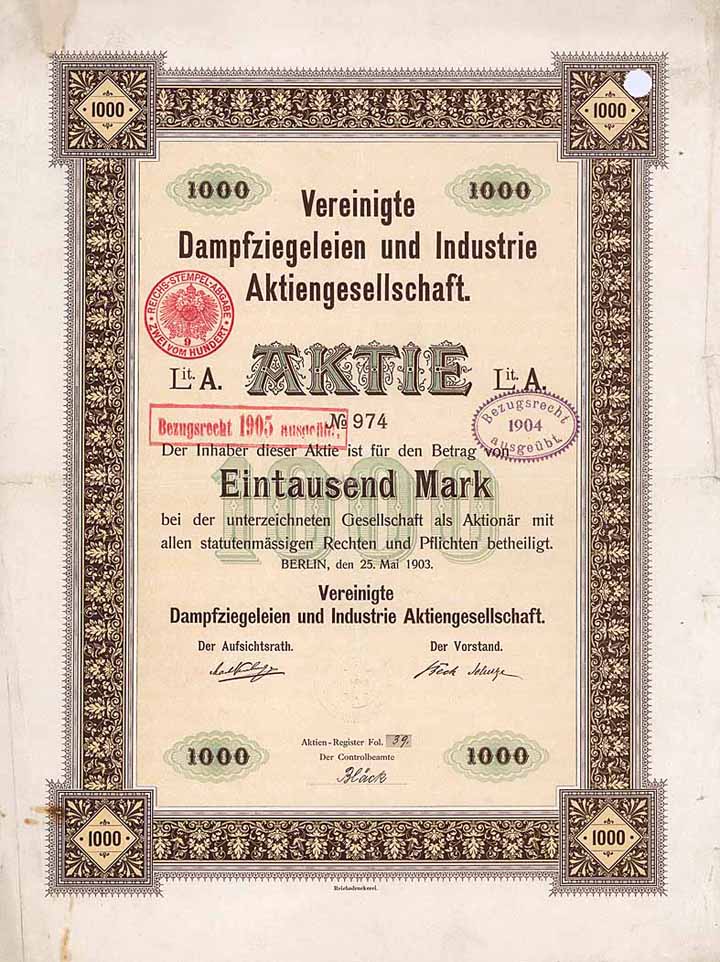 1000
1000
1000
1000
Vereinigte
Dampfziegeleien und Industrie
Aktiengesellschaft.
REICHS-STEMPEL-ABGABE
9
ZWEI VOM HUNDERT
Lit. A.
AKTIE
Lit. A.
Bezugsrecht 1905 ausgeübt.
No 974
Bezugsrecht
1904
ausgeübt
Der Inhaber dieser Aktie ist für den Betrag von
1000
Eintausend Mark
bei der unterzeichneten Gesellschaft als Aktionär mit
allen statutenmässigen Rechten und Pflichten betheiligt.
BERLIN, den 25. Mai 1903.
Vereinigte
Dampfziegeleien und Industrie Aktiengesellschaft.
Der Aufsichtsrath.
Der Vorstand.
1000
Aktien-Register Fol. 39.
1000
Der Controlbeamte
Bläck
1000
1000
Reichsdruckerei.